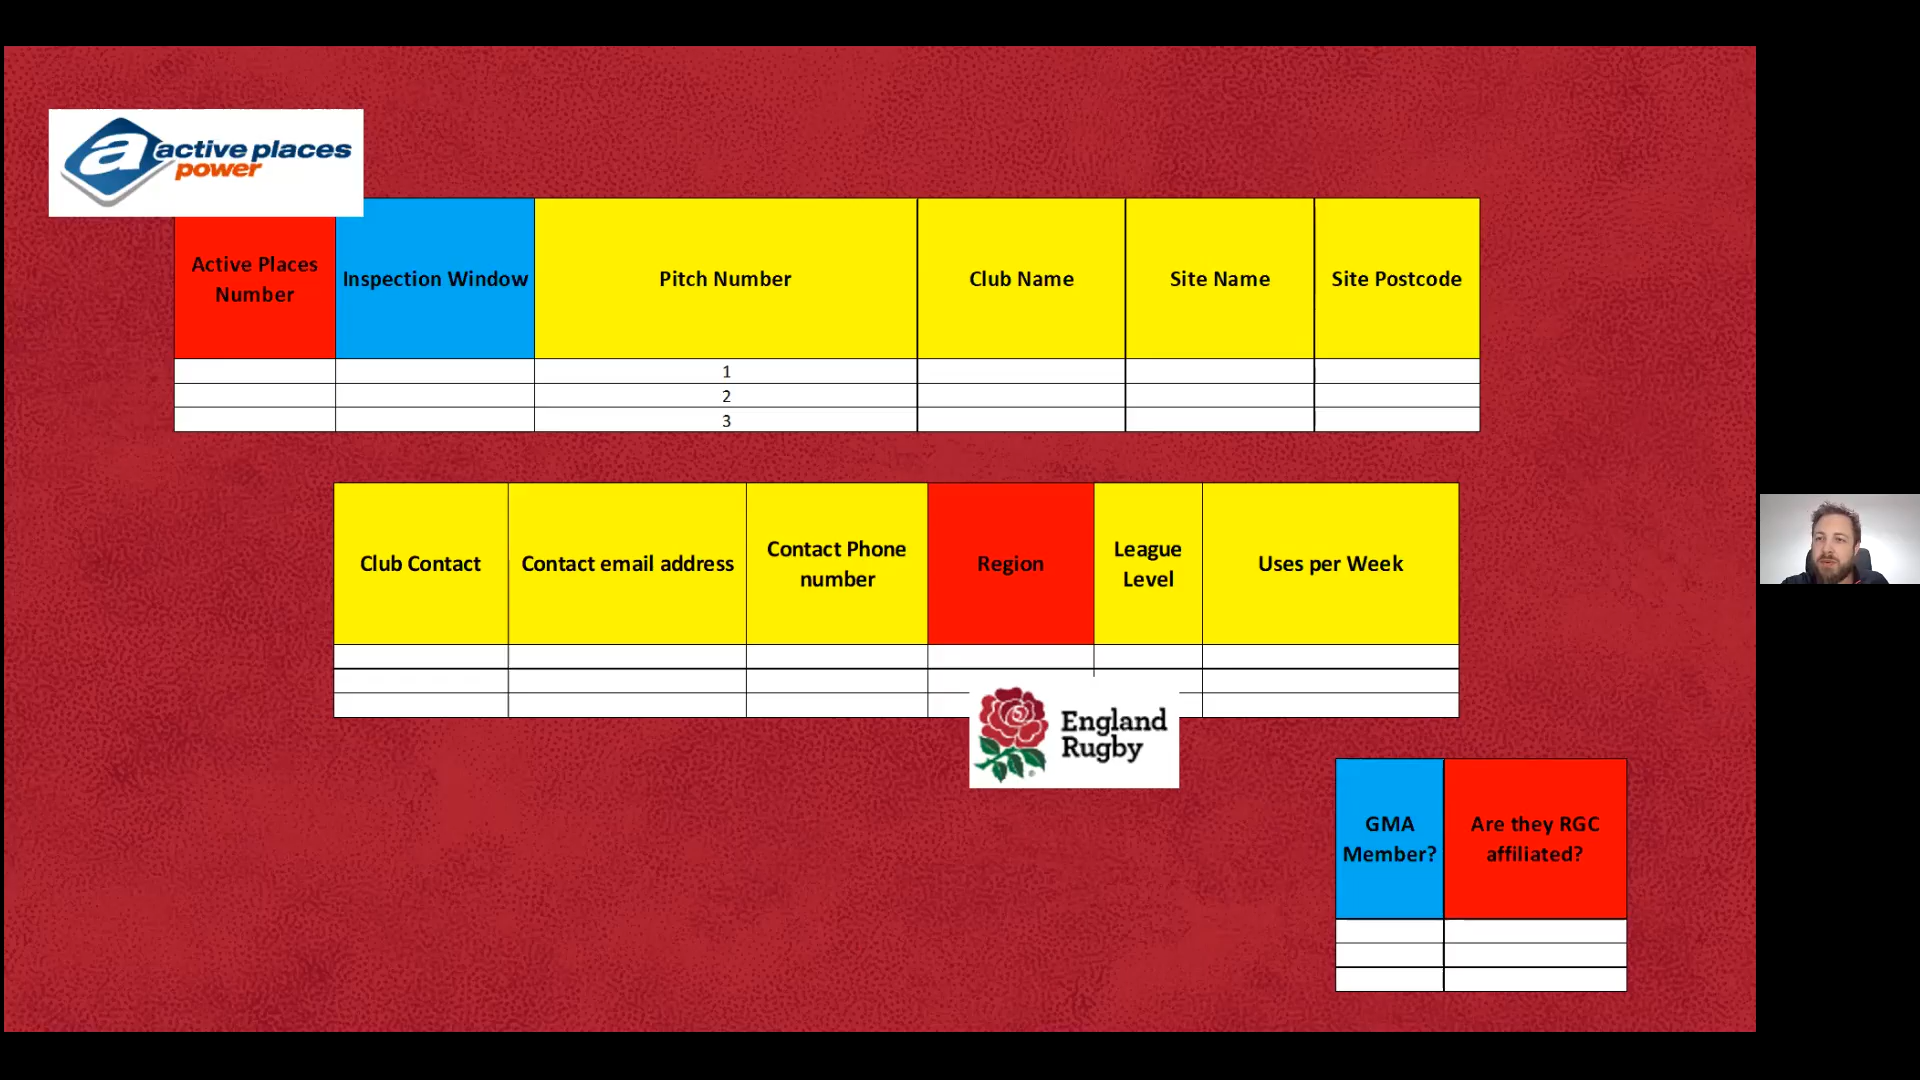 active places
power
Active Places
Number
Inspection Window
Pitch Number
Club Name
Site Name
Site Postcode
1
2
3
Club Contact
Contact email address
Contact Phone
number
Region
League
Level
Uses per Week
England
Rugby
GMA
Member?
Are they RGC
affiliated?